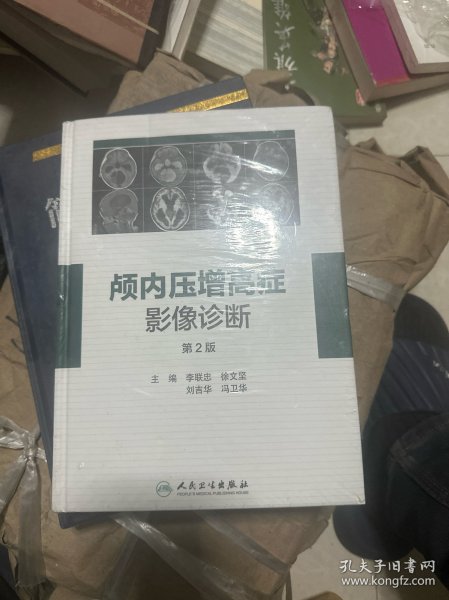 颅内压增高症
影像诊断
第2版
主 编 李联忠 徐文坚
刘吉华 冯卫华
人民卫生出版社
PEOPLE'S MEDICAL PUBLISHING HOUSE
孔夫子旧书网
www.kongfz.com